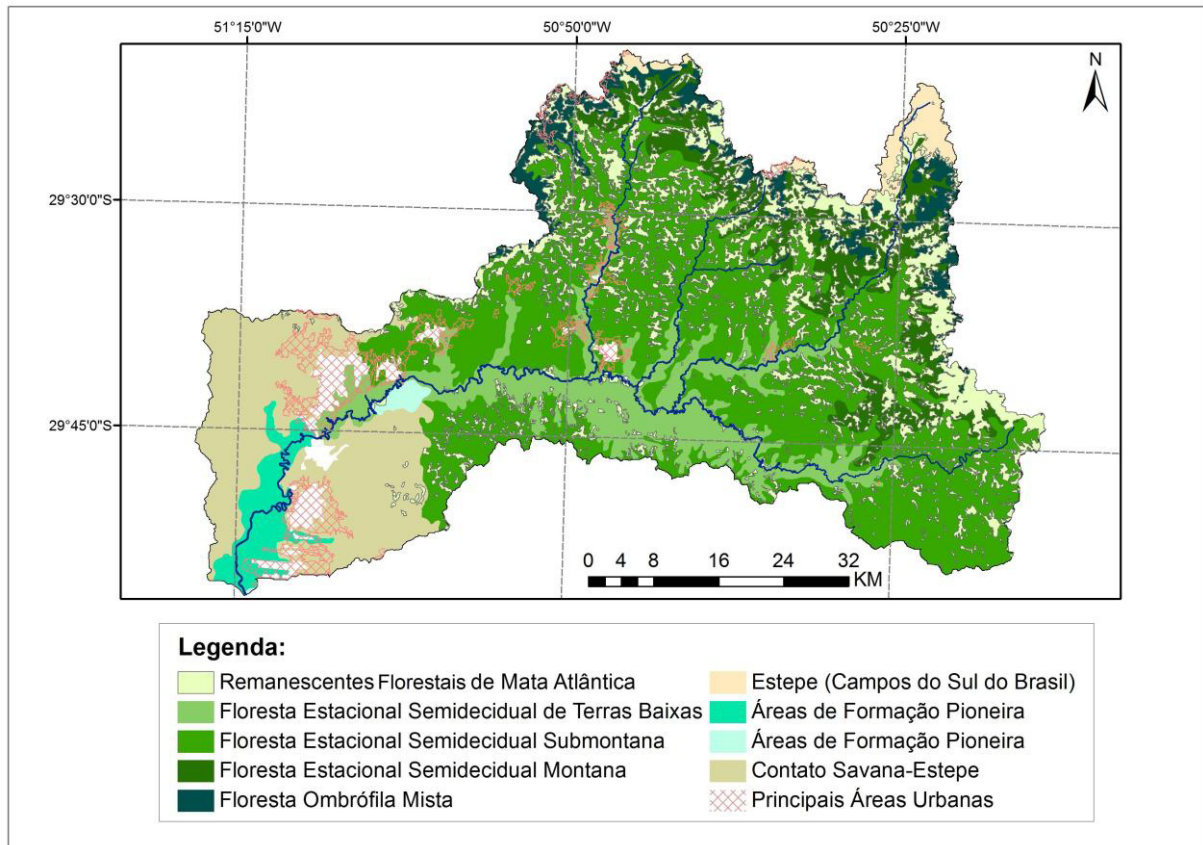 51°15'0"W
50°50'0"W
50°25'0"W
N
29°30'0"S
29°45'0"S
0 4 8 16 24 32
KM
Legenda:
Remanescentes Florestais de Mata Atlântica
Floresta Estacional Semidecidual de Terras Baixas
Floresta Estacional Semidecidual Submontana
Floresta Estacional Semidecidual Montana
Floresta Ombrófila Mista
Estepe (Campos do Sul do Brasil)
Áreas de Formação Pioneira
Áreas de Formação Pioneira
Contato Savana-Estepe
Principais Áreas Urbanas